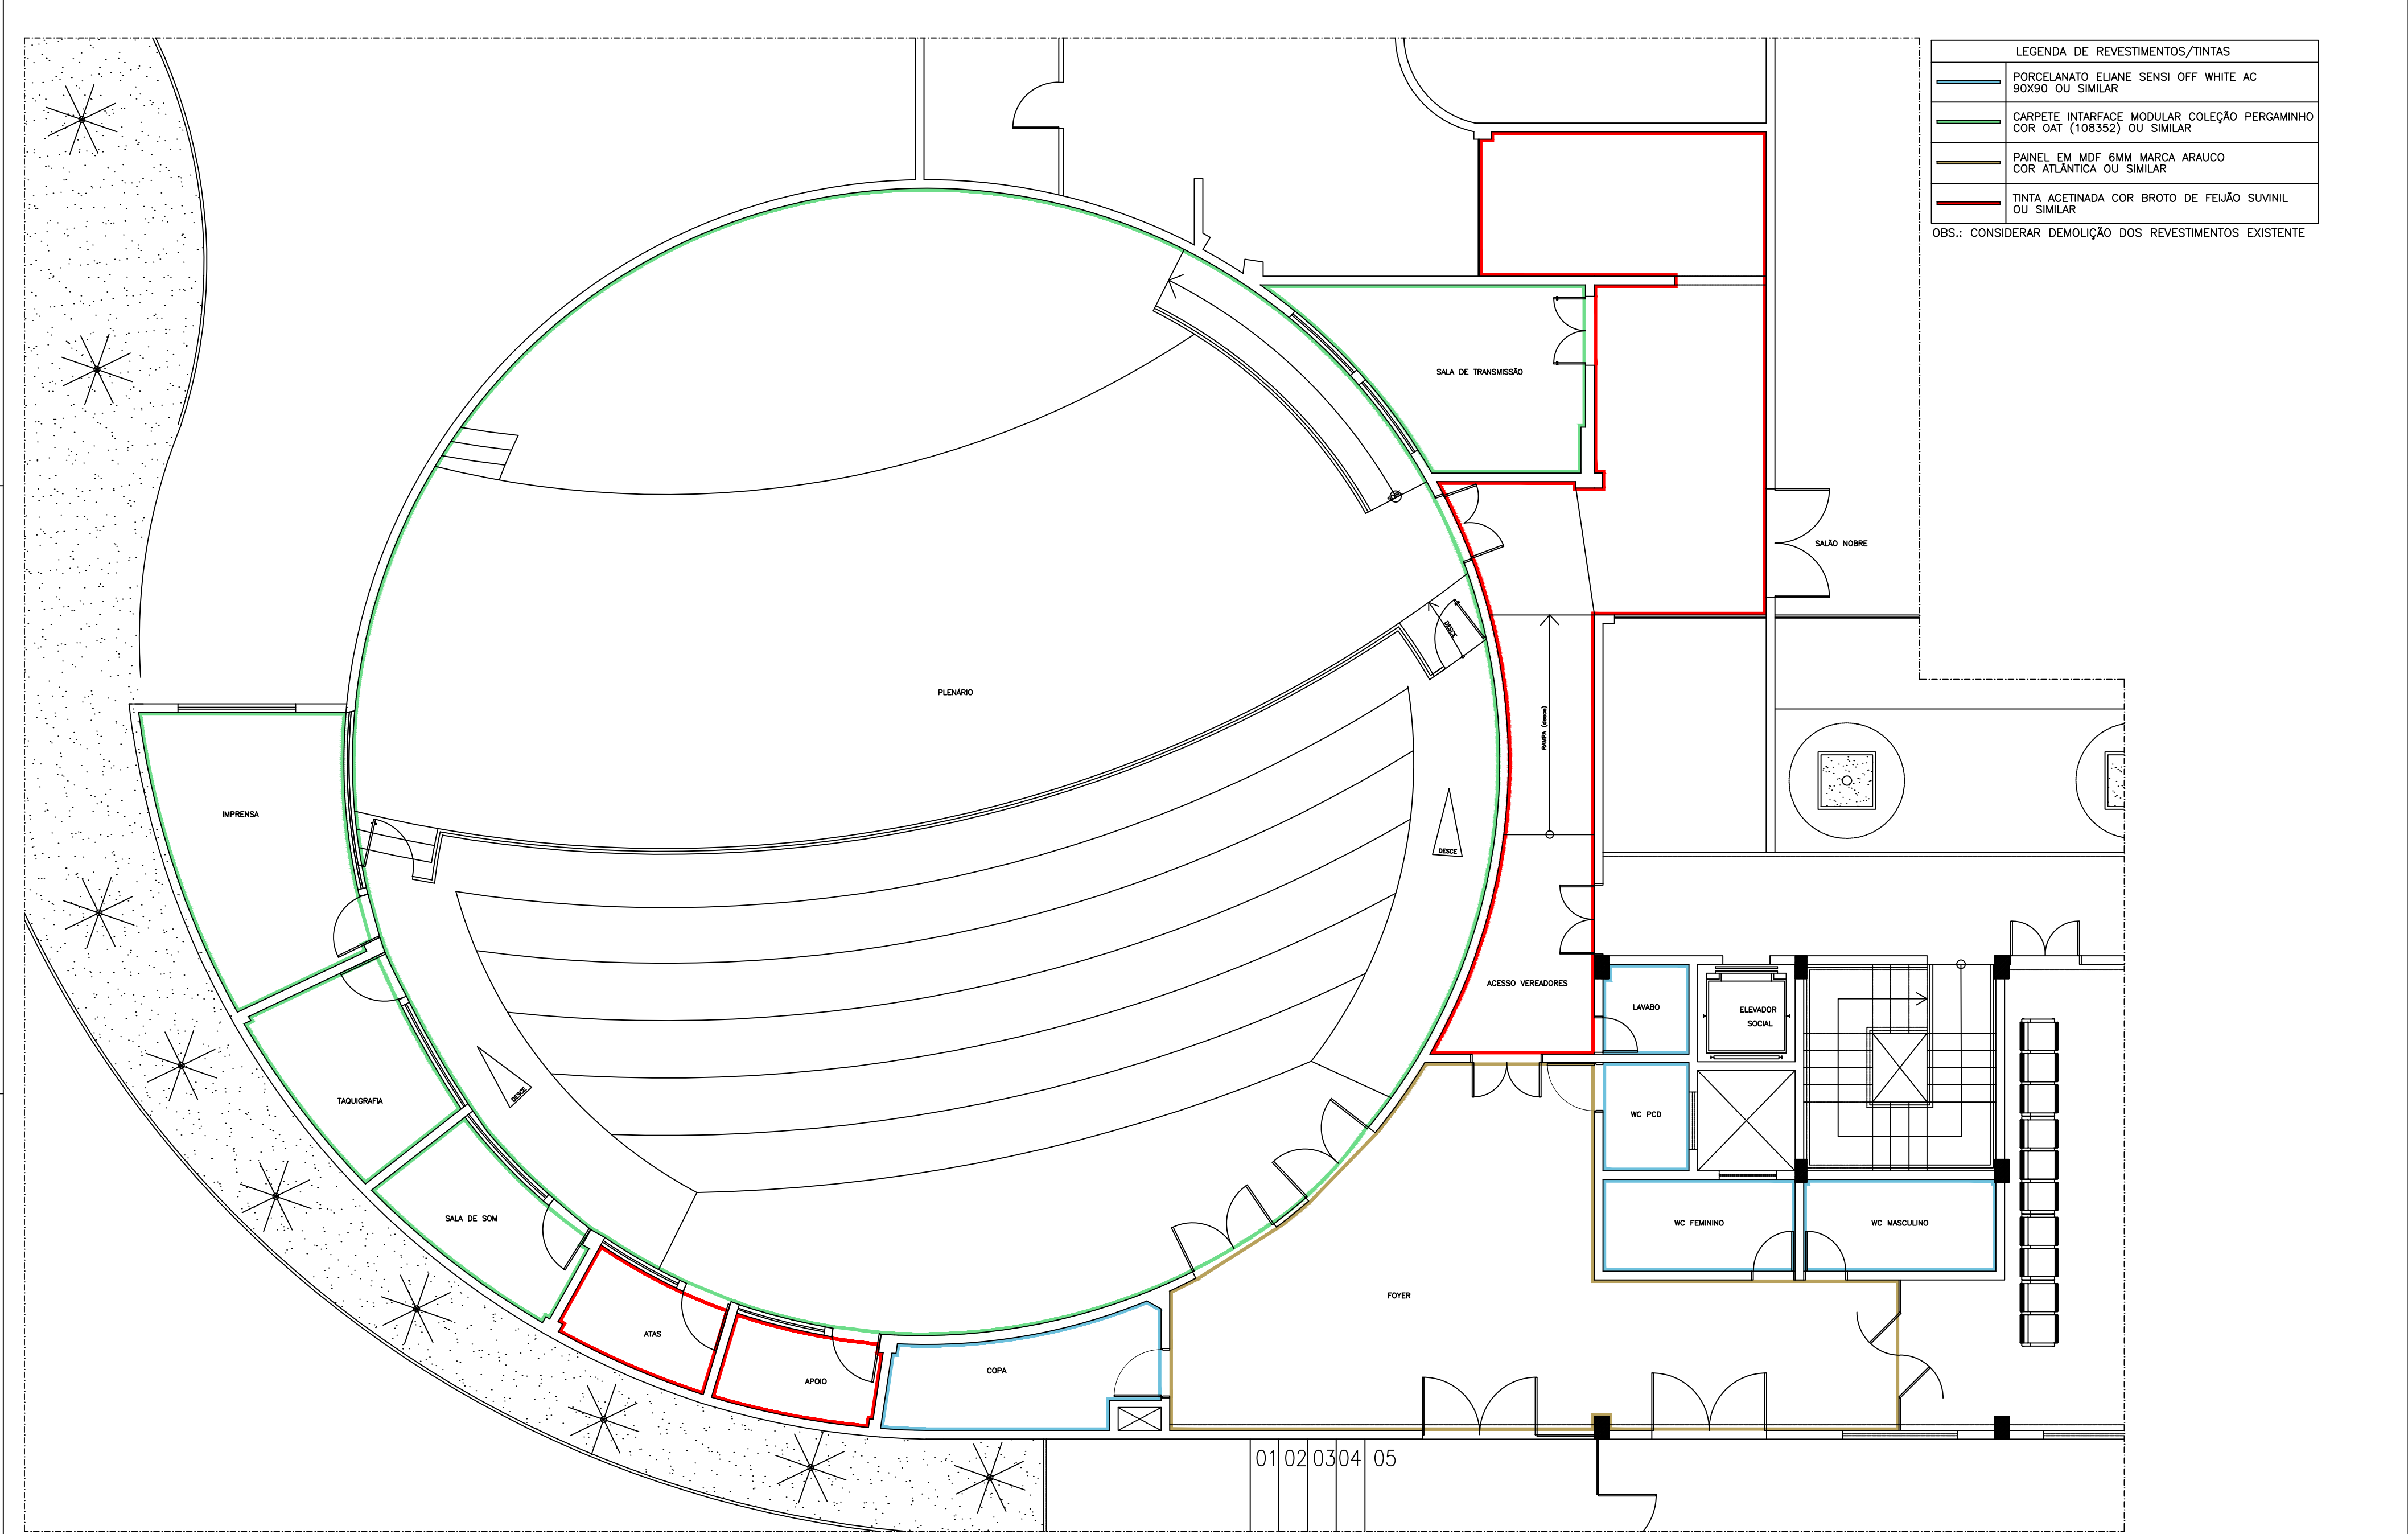 LEGENDA DE REVESTIMENTOS/TINTAS
PORCELANATO ELIANE SENSI OFF WHITE AC
90X90 OU SIMILAR
CARPETE INTARFACE MODULAR COLEÇÃO PERGAMINHO
COR OAT (108352) OU SIMILAR
PAINEL EM MDF 6MM MARCA ARAUCO
COR ATLÂNTICA OU SIMILAR
TINTA ACETINADA COR BROTO DE FEIJÃO SUVINIL
OU SIMILAR
OBS.: CONSIDERAR DEMOLIÇÃO DOS REVESTIMENTOS EXISTENTE
SALA DE TRANSMISSÃO
SALÃO NOBRE
DESCE
PLENÁRIO
RAMPA (desce)
IMPRENSA
DESCE
ACESSO VEREADORES
LAVABO
ELEVADOR
SOCIAL
TAQUIGRAFIA
DESCE
WC PCD
SALA DE SOM
WC FEMININO
WC MASCULINO
FOYER
ATAS
COPA
APOIO
01 02 03 04 05